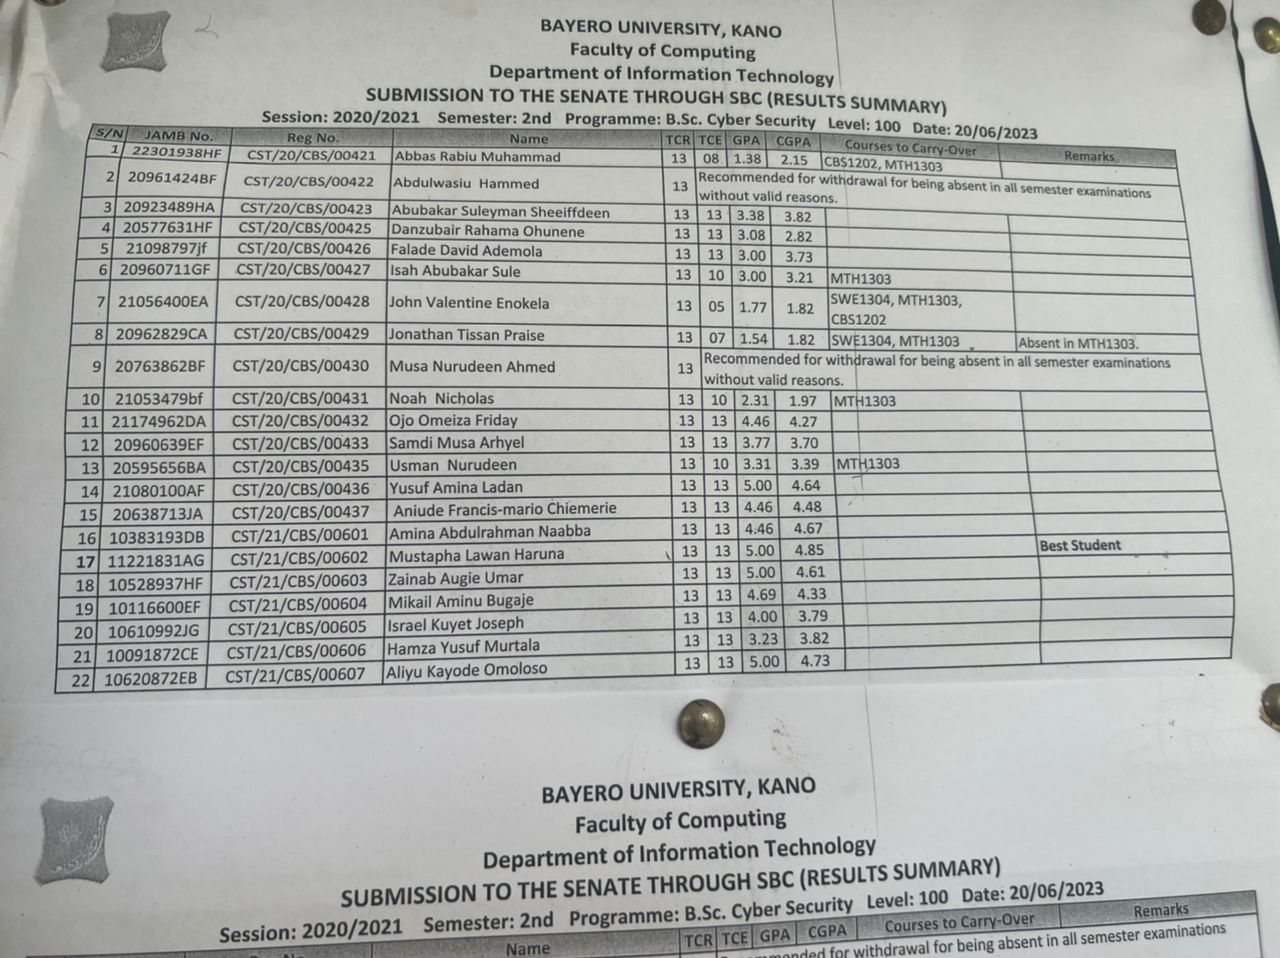 BAYERO UNIVERSITY, KANO
Faculty of Computing
Department of Information Technology
SUBMISSION TO THE SENATE THROUGH SBC (RESULTS SUMMARY)
Session: 2020/2021 Semester: 2nd Programme: B.Sc. Cyber Security Level: 100 Date: 20/06/2023
S/N JAMB No. Reg No. Name TCR TCE GPA CGPA Courses to Carry-Over Remarks
1 22301938HF CST/20/CBS/00421 Abbas Rabiu Muhammad 13 08 1.38 2.15 CBS1202, MTH1303
2 20961424BF CST/20/CBS/00422 Abdulwasiu Hammed 13 Recommended for withdrawal for being absent in all semester examinations
without valid reasons.
3 20923489HA CST/20/CBS/00423 Abubakar Suleyman Sheeiffdeen 13 13 3.38 3.82
4 20577631HF CST/20/CBS/00425 Danzubair Rahama Ohunene 13 13 3.08 2.82
5 21098797jf CST/20/CBS/00426 Falade David Ademola 13 13 3.00 3.73
6 20960711GF CST/20/CBS/00427 Isah Abubakar Sule 13 10 3.00 3.21 MTH1303
7 21056400EA CST/20/CBS/00428 John Valentine Enokela 13 05 1.77 1.82 SWE1304, MTH1303,
CBS1202
8 20962829CA CST/20/CBS/00429 Jonathan Tissan Praise 13 07 1.54 1.82 SWE1304, MTH1303 Absent in MTH1303.
9 20763862BF CST/20/CBS/00430 Musa Nurudeen Ahmed 13 Recommended for withdrawal for being absent in all semester examinations
without valid reasons.
10 21053479bf CST/20/CBS/00431 Noah Nicholas 13 10 2.31 1.97 MTH1303
11 21174962DA CST/20/CBS/00432 Ojo Omeiza Friday 13 13 4.46 4.27
12 20960639EF CST/20/CBS/00433 Samdi Musa Arhyel 13 13 3.77 3.70
13 20595656BA CST/20/CBS/00435 Usman Nurudeen 13 10 3.31 3.39 MTH1303
14 21080100AF CST/20/CBS/00436 Yusuf Amina Ladan 13 13 5.00 4.64
15 20638713JA CST/20/CBS/00437 Aniude Francis-mario Chiemerie 13 13 4.46 4.48
16 10383193DB CST/21/CBS/00601 Amina Abdulrahman Naabba 13 13 4.46 4.67
17 11221831AG CST/21/CBS/00602 Mustapha Lawan Haruna 13 13 5.00 4.85 Best Student
18 10528937HF CST/21/CBS/00603 Zainab Augie Umar 13 13 5.00 4.61
19 10116600EF CST/21/CBS/00604 Mikail Aminu Bugaje 13 13 4.69 4.33
20 10610992JG CST/21/CBS/00605 Israel Kuyet Joseph 13 13 4.00 3.79
21 10091872CE CST/21/CBS/00606 Hamza Yusuf Murtala 13 13 3.23 3.82
22 10620872EB CST/21/CBS/00607 Aliyu Kayode Omoloso 13 13 5.00 4.73
BAYERO UNIVERSITY, KANO
Faculty of Computing
Department of Information Technology
SUBMISSION TO THE SENATE THROUGH SBC (RESULTS SUMMARY)
Session: 2020/2021 Semester: 2nd Programme: B.Sc. Cyber Security Level: 100 Date: 20/06/2023
Name TCR TCE GPA CGPA Courses to Carry-Over Remarks
for withdrawal for being absent in all semester examinations